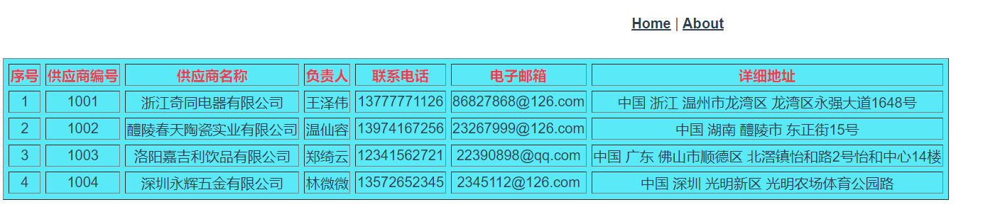 Home | About
序号 供应商编号 供应商名称 负责人 联系电话 电子邮箱 详细地址
1 1001 浙江奇同电器有限公司 王泽伟 13777771126 86827868@126.com 中国 浙江 温州市龙湾区 龙湾区永强大道1648号
2 1002 醴陵春天陶瓷实业有限公司 温仙容 13974167256 23267999@126.com 中国 湖南 醴陵市 东正街15号
3 1003 洛阳嘉吉利饮品有限公司 郑绮云 12341562721 22390898@qq.com 中国 广东 佛山市顺德区 北滘镇怡和路2号怡和中心14楼
4 1004 深圳永辉五金有限公司 林微微 13572652345 2345112@126.com 中国 深圳 光明新区 光明农场体育公园路